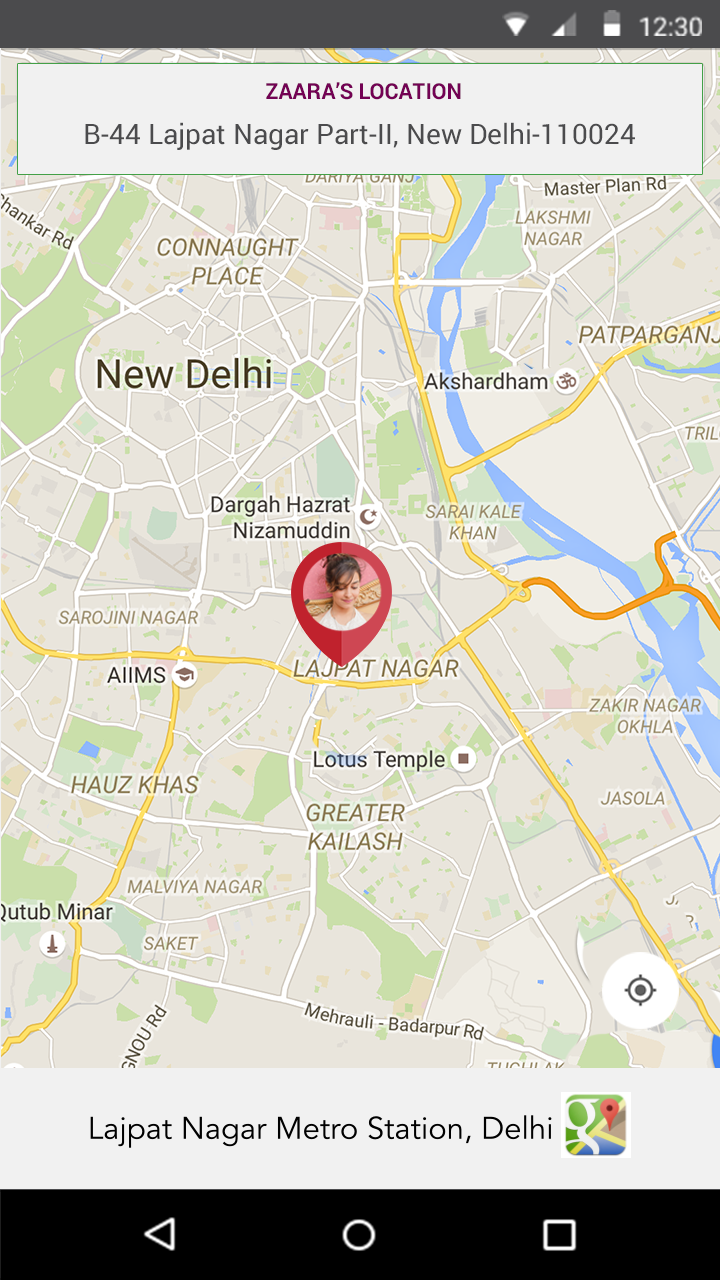 12:30
ZAARA'S LOCATION
B-44 Lajpat Nagar Part-II, New Delhi-110024
DARIYA GANJ
Master Plan Rd
hankar Rd
LAKSHMI
NAGAR
CONNAUGHT
PLACE
PATPARGANJ
New Delhi
Akshardham
TRIL
Dargah Hazrat
Nizamuddin
SARAI KALE
KHAN
SAROJINI NAGAR
AIIMS
LAJPAT NAGAR
ZAKIR NAGAR
OKHLA
Lotus Temple
HAUZ KHAS
JASOLA
GREATER
KAILASH
MALVIYA NAGAR
Qutub Minar
SAKET
Mehrauli - Badarpur Rd
GNOU Rd
Lajpat Nagar Metro Station, Delhi